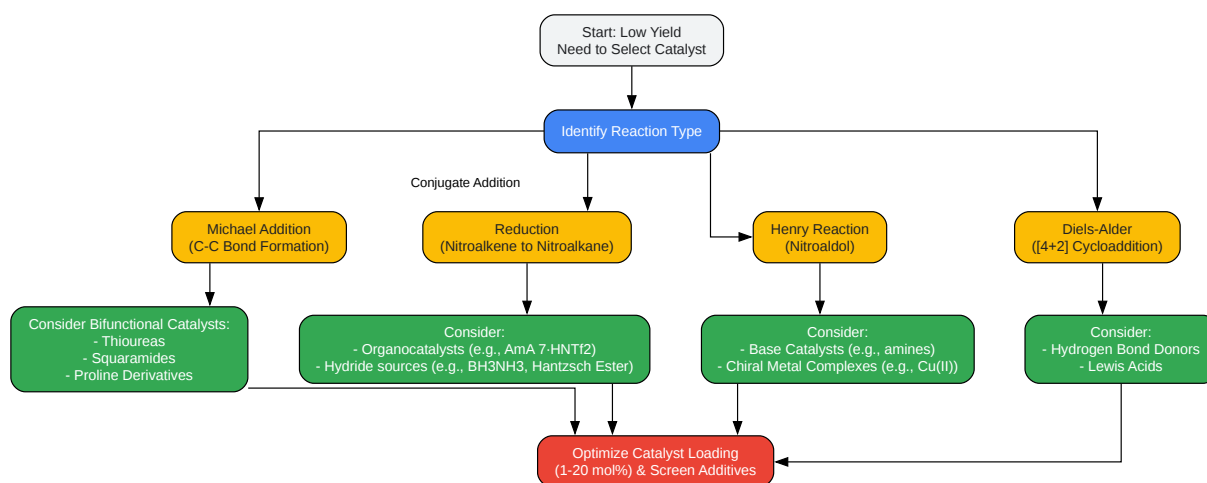 Start: Low Yield
Need to Select Catalyst
Identify Reaction Type
Conjugate Addition
Michael Addition
(C-C Bond Formation)
Reduction
(Nitroalkene to Nitroalkane)
Henry Reaction
(Nitroaldol)
Diels-Alder
([4+2] Cycloaddition)
Consider Bifunctional Catalysts:
- Thioureas
- Squaramides
- Proline Derivatives
Consider:
- Organocatalysts (e.g., AmA 7·HNTf2)
- Hydride sources (e.g., BH3NH3, Hantzsch Ester)
Consider:
- Base Catalysts (e.g., amines)
- Chiral Metal Complexes (e.g., Cu(II))
Consider:
- Hydrogen Bond Donors
- Lewis Acids
Optimize Catalyst Loading
(1-20 mol%) & Screen Additives